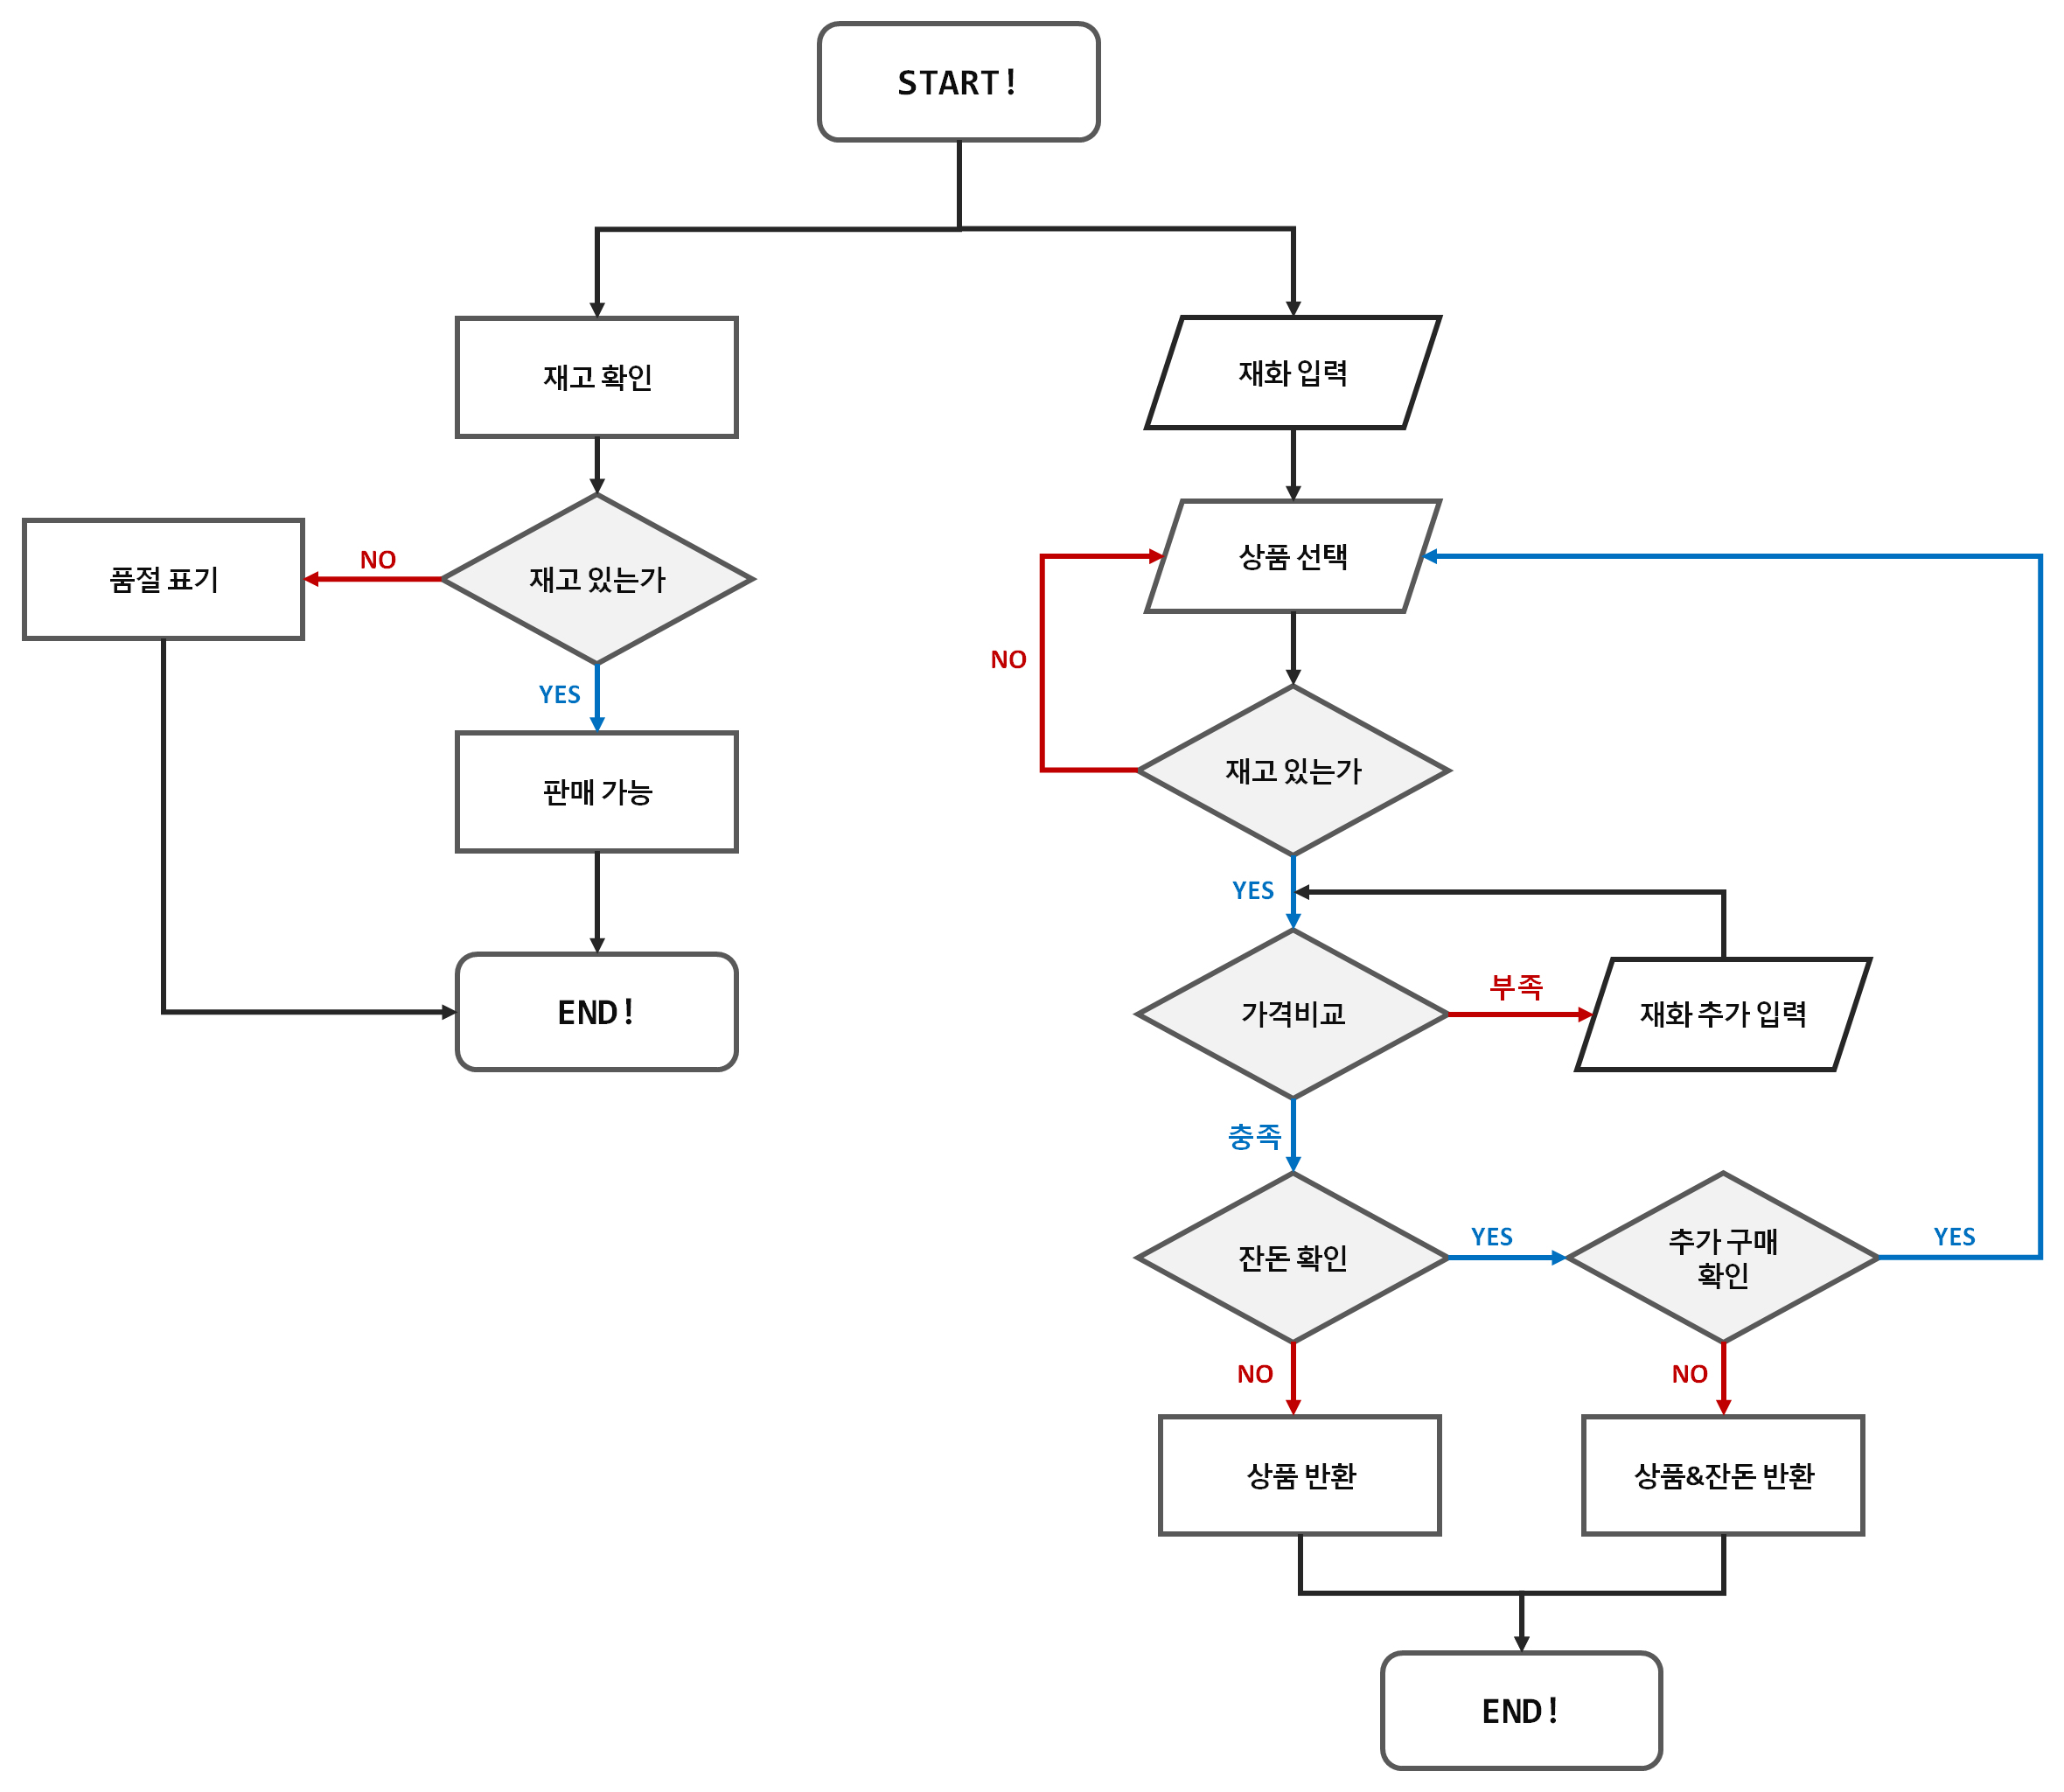 START!
재고 확인
재화 입력
품절 표기
NO
재고 있는가
상품 선택
NO
YES
판매 가능
재고 있는가
YES
END!
가격비교
부족
재화 추가 입력
충족
잔돈 확인
YES
추가 구매
확인
YES
NO
NO
상품 반환
상품&잔돈 반환
END!